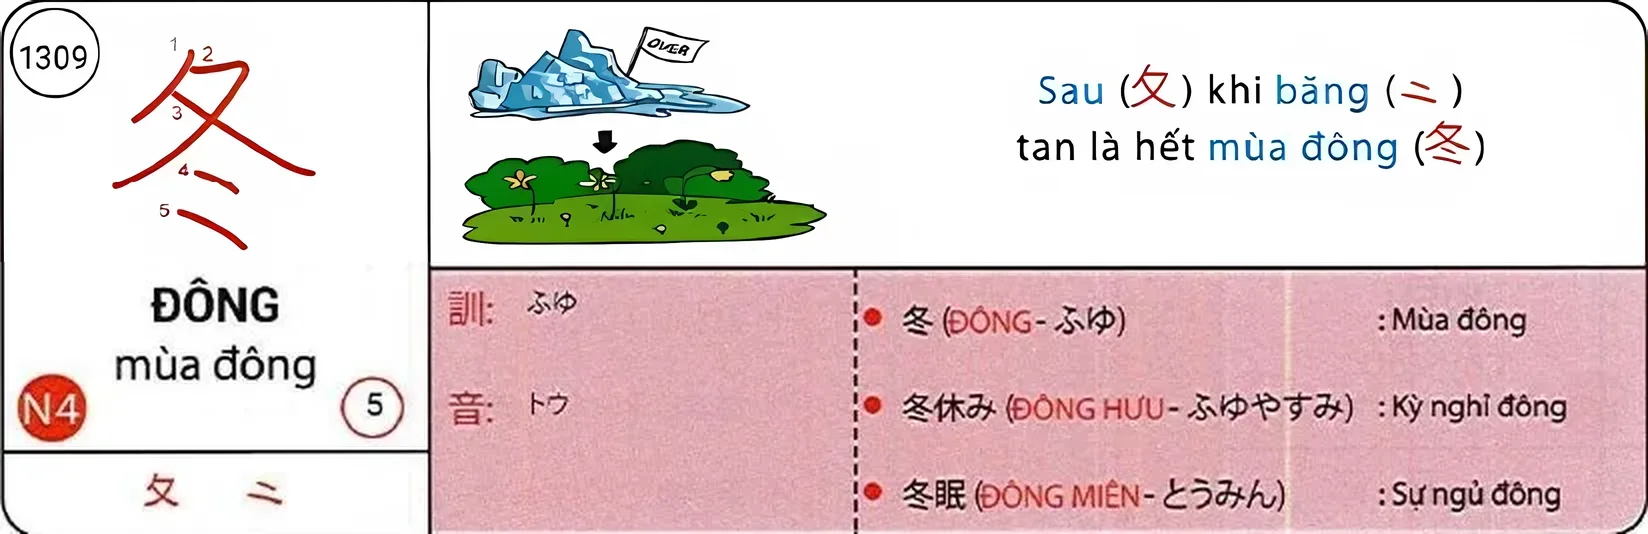 1309
1
2
3
4
5
冬
ĐÔNG
mùa đông
N4
5
夂 ⺀
OVER
Sau (夂) khi băng (⺀)
tan là hết mùa đông (冬)
訓: ふゆ
音: トウ
● 冬 (ĐÔNG - ふゆ) : Mùa đông
● 冬休み (ĐÔNG HƯU - ふゆやすみ) : Kỳ nghỉ đông
● 冬眠 (ĐÔNG MIÊN - とうみん) : Sự ngủ đông